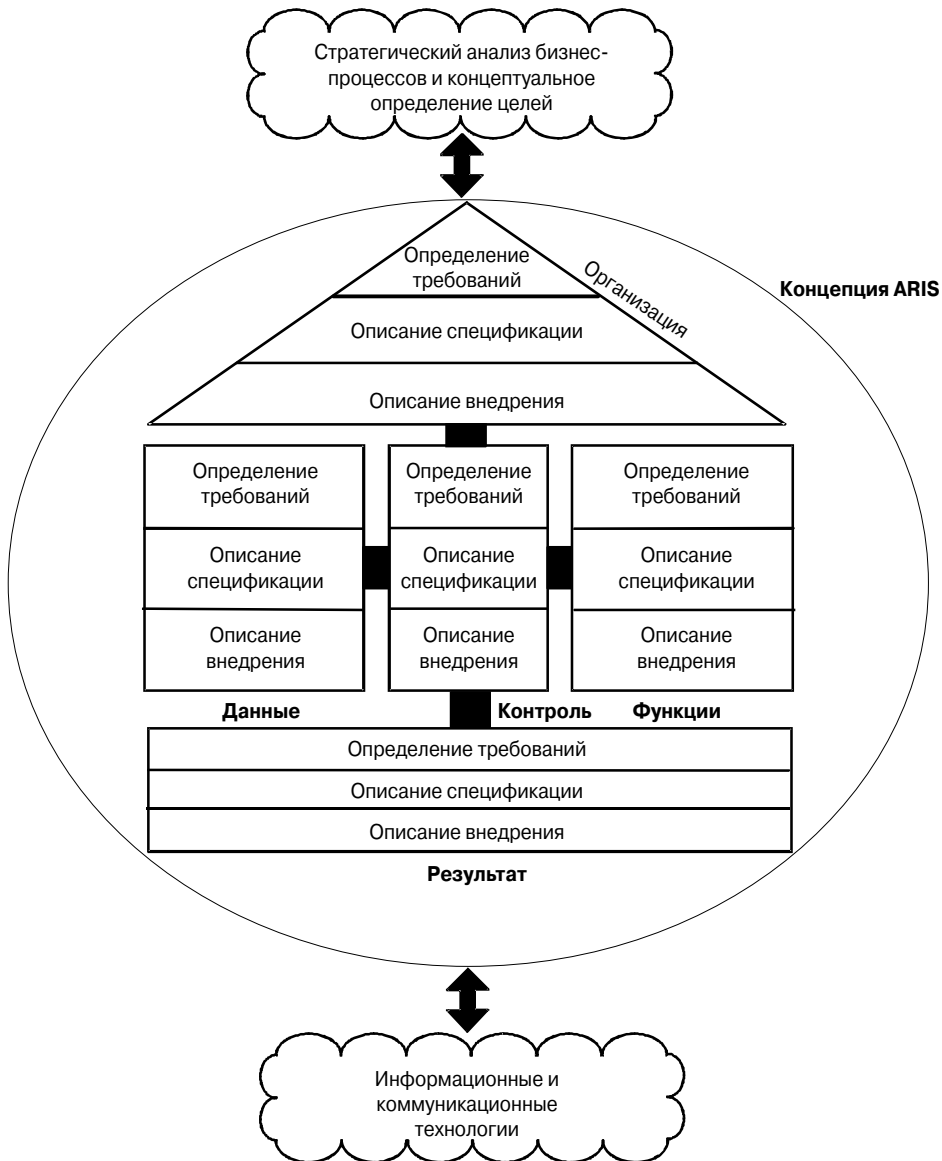 Стратегический анализ бизнес-
процессов и концептуальное
определение целей
Концепция ARIS
Определение
требований
Организация
Описание спецификации
Описание внедрения
Определение
требований
Описание
спецификации
Описание
внедрения
Данные
Определение
требований
Описание
спецификации
Описание
внедрения
Контроль
Определение
требований
Описание
спецификации
Описание
внедрения
Функции
Определение требований
Описание спецификации
Описание внедрения
Результат
Информационные и
коммуникационные
технологии